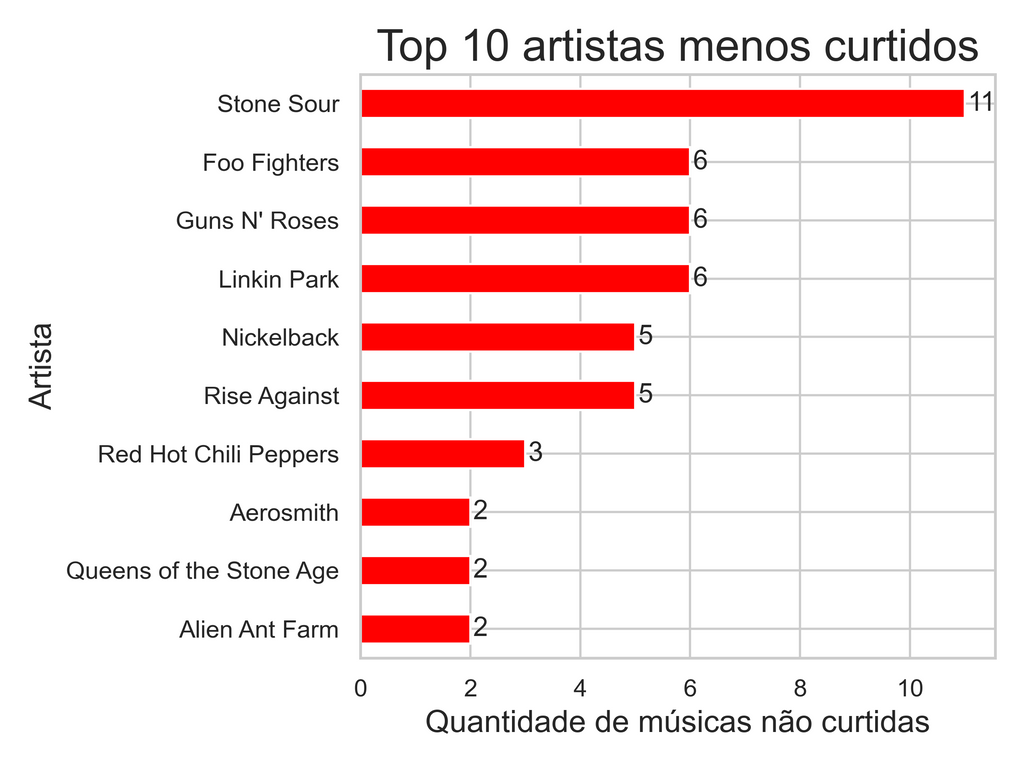 Top 10 artistas menos curtidos
Stone Sour 11
Foo Fighters 6
Guns N' Roses 6
Linkin Park 6
Nickelback 5
Rise Against 5
Red Hot Chili Peppers 3
Aerosmith 2
Queens of the Stone Age 2
Alien Ant Farm 2
Artista
0 2 4 6 8 10
Quantidade de músicas não curtidas